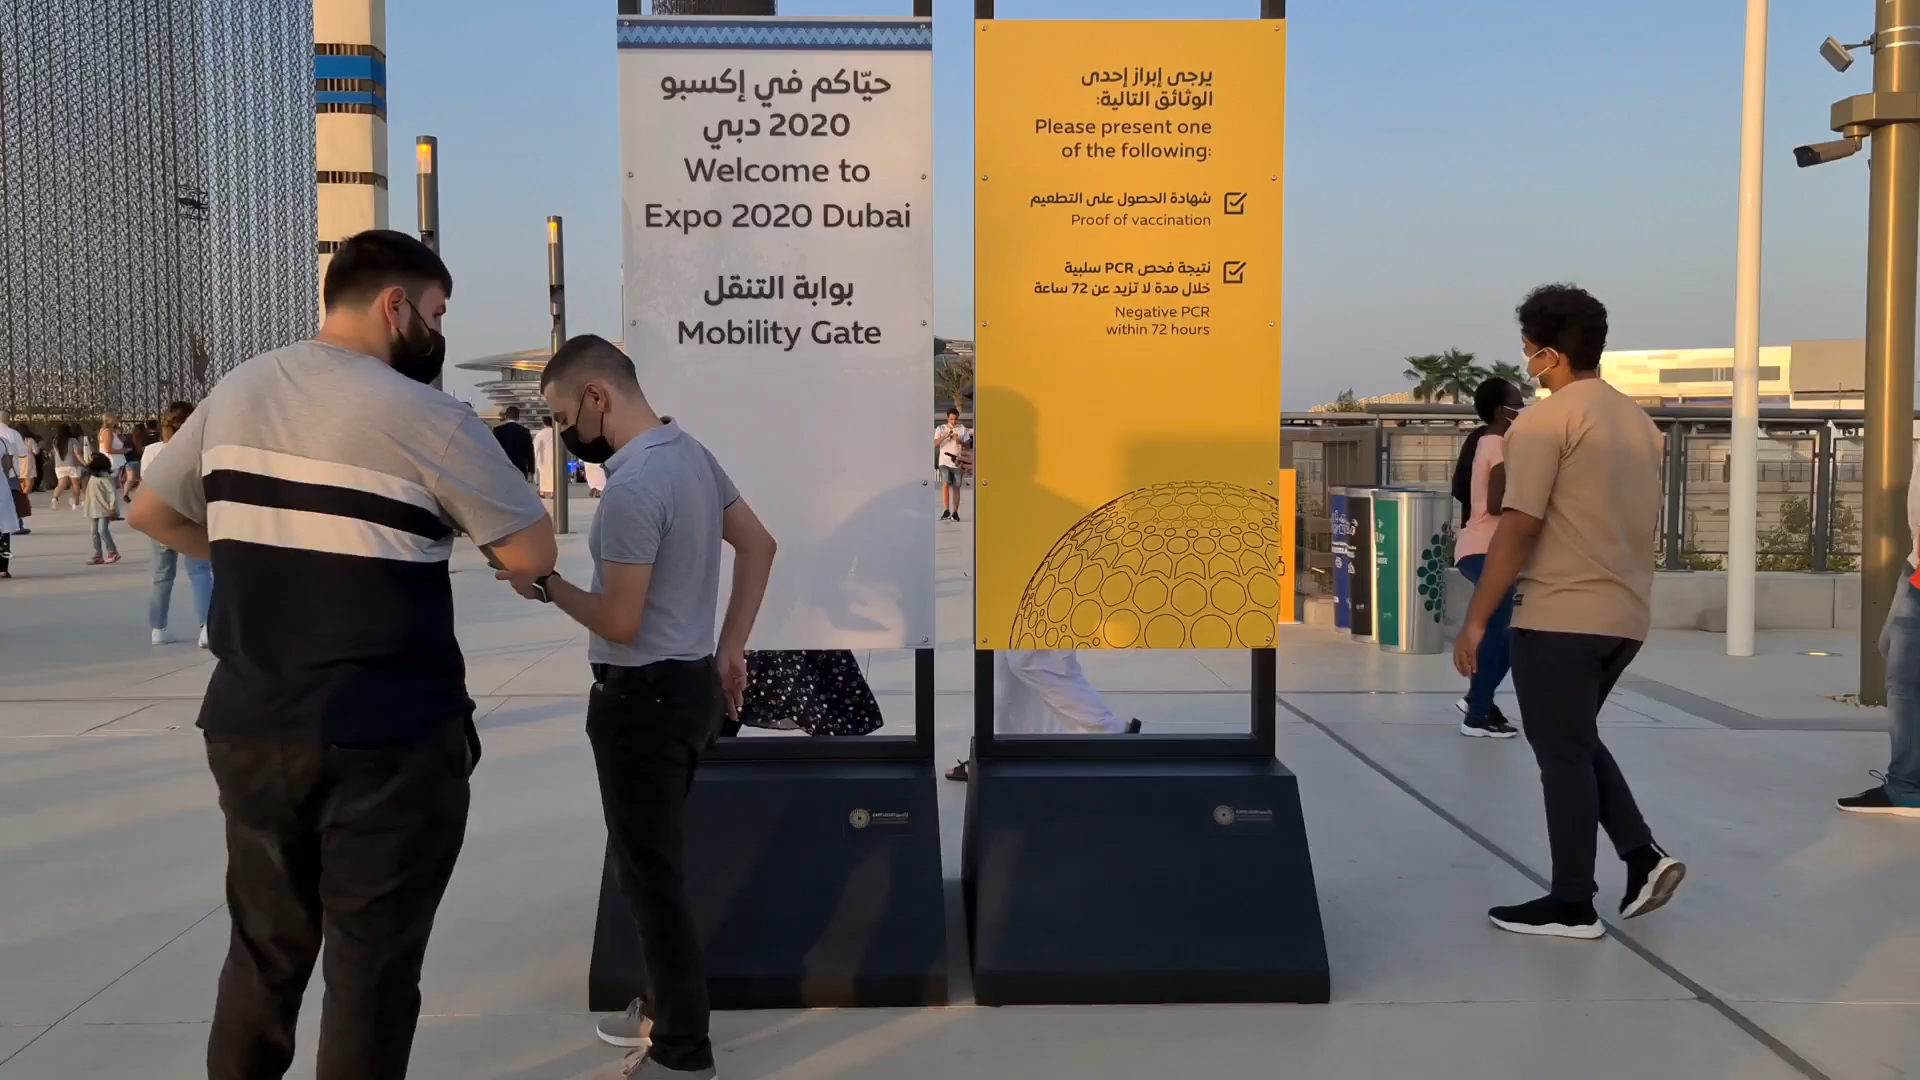 حيّاكم في إكسبو
2020 دبي
Welcome to
Expo 2020 Dubai
بوابة التنقل
Mobility Gate
يرجى إبراز إحدى
الوثائق التالية:
Please present one
of the following:
شهادة الحصول على التطعيم
Proof of vaccination
نتيجة فحص PCR سلبية
خلال مدة لا تزيد عن 72 ساعة
Negative PCR
within 72 hours